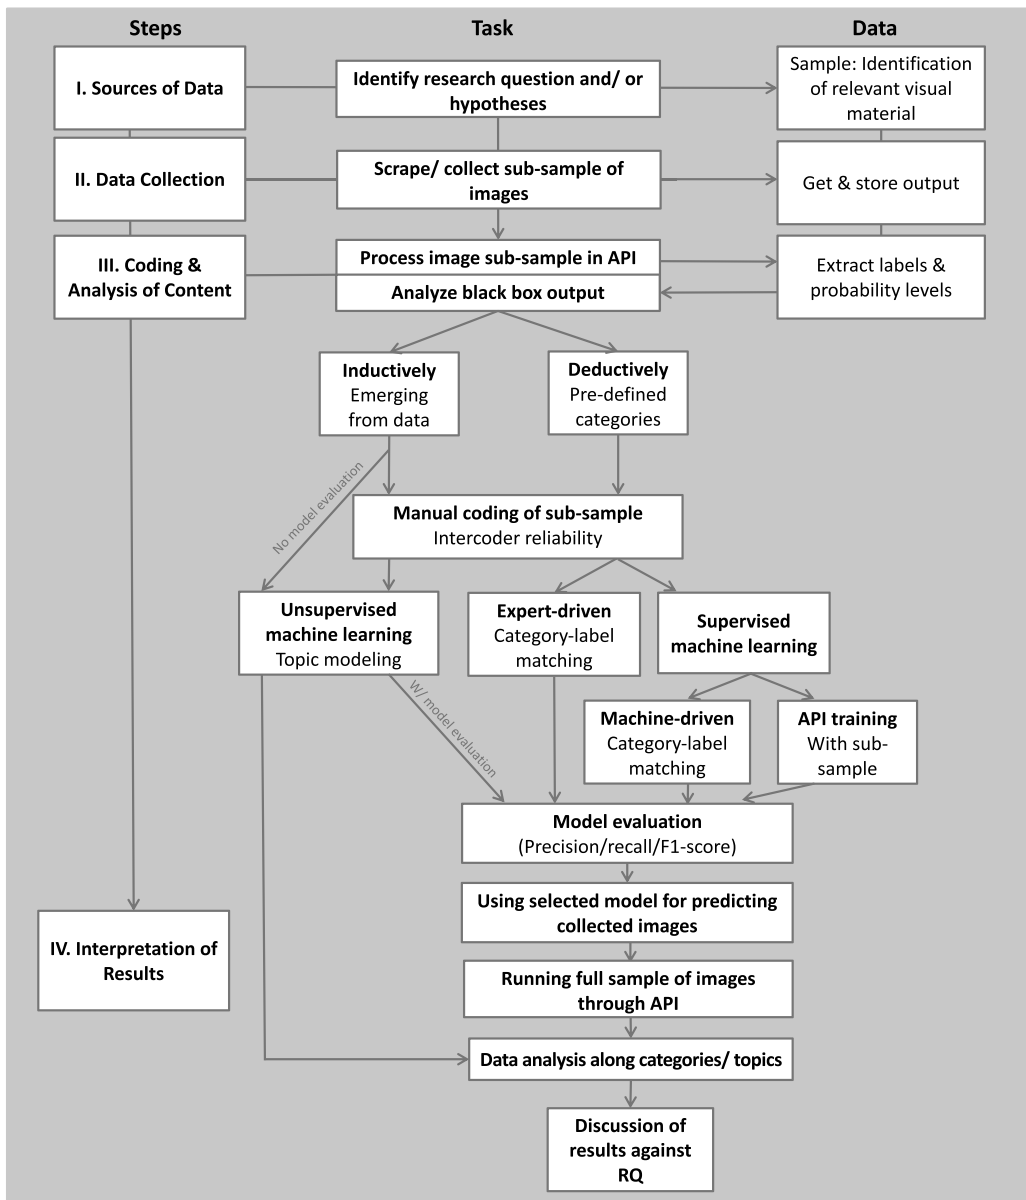 Steps
Task
Data
I. Sources of Data
Identify research question and/ or
hypotheses
Sample: Identification
of relevant visual
material
II. Data Collection
Scrape/ collect sub-sample of
images
Get & store output
III. Coding &
Analysis of Content
Process image sub-sample in API
Analyze black box output
Extract labels &
probability levels
Inductively
Emerging
from data
Deductively
Pre-defined
categories
No model evaluation
Manual coding of sub-sample
Intercoder reliability
Unsupervised
machine learning
Topic modeling
Expert-driven
Category-label
matching
Supervised
machine learning
W/ model evaluation
Machine-driven
Category-label
matching
API training
With sub-
sample
Model evaluation
(Precision/recall/F1-score)
Using selected model for predicting
collected images
IV. Interpretation of
Results
Running full sample of images
through API
Data analysis along categories/ topics
Discussion of
results against
RQ